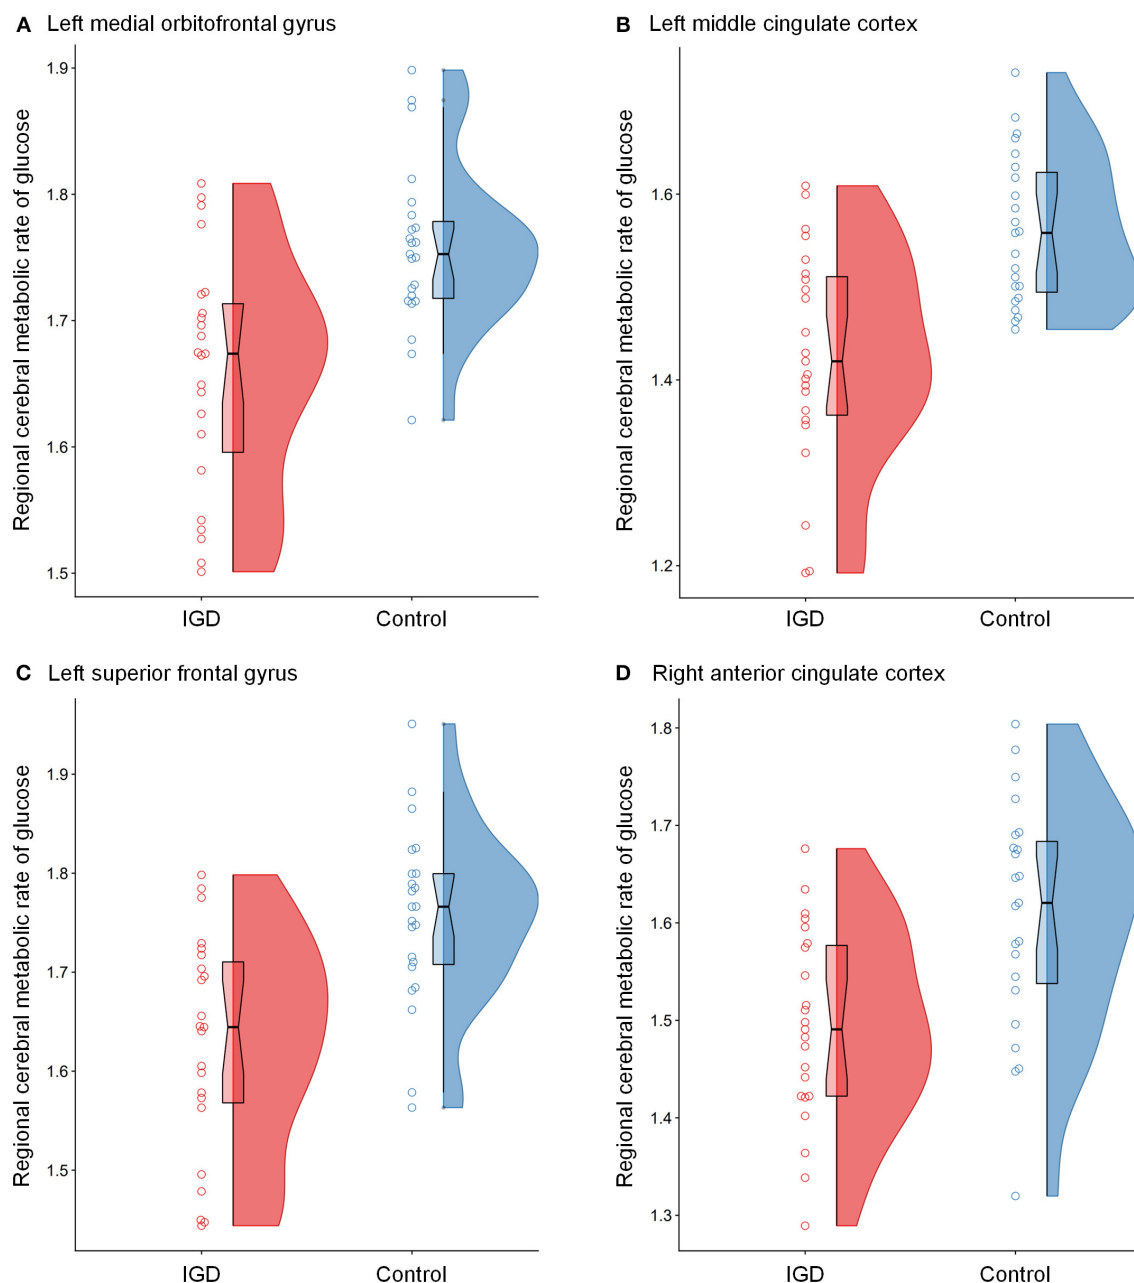 A Left medial orbitofrontal gyrus
Regional cerebral metabolic rate of glucose
1.9
1.8
1.7
1.6
1.5
IGD Control
B Left middle cingulate cortex
Regional cerebral metabolic rate of glucose
1.6
1.4
1.2
IGD Control
C Left superior frontal gyrus
Regional cerebral metabolic rate of glucose
1.9
1.8
1.7
1.6
1.5
IGD Control
D Right anterior cingulate cortex
Regional cerebral metabolic rate of glucose
1.8
1.7
1.6
1.5
1.4
1.3
IGD Control